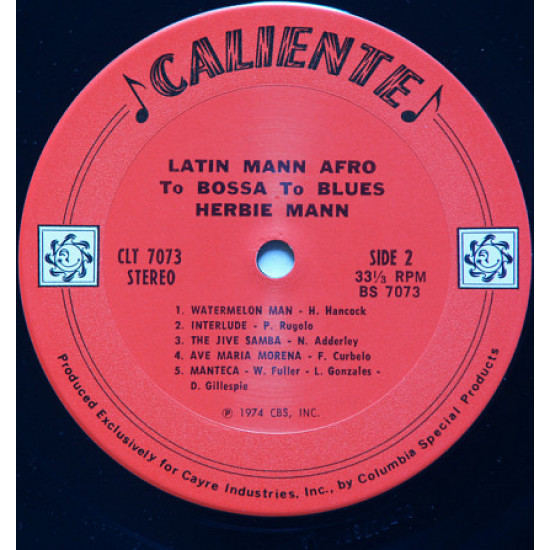 CALIENTE
LATIN MANN AFRO
To BOSSA To BLUES
HERBIE MANN
CLT 7073
STEREO
SIDE 2
33⅓ RPM
BS 7073
1. WATERMELON MAN - H. Hancock
2. INTERLUDE - P. Rugolo
3. THE JIVE SAMBA - N. Adderley
4. AVE MARIA MORENA - F. Curbelo
5. MANTECA - W. Fuller - L. Gonzales -
D. Gillespie
℗ 1974 CBS, INC.
Produced Exclusively for Cayre Industries, Inc., by Columbia Special Products